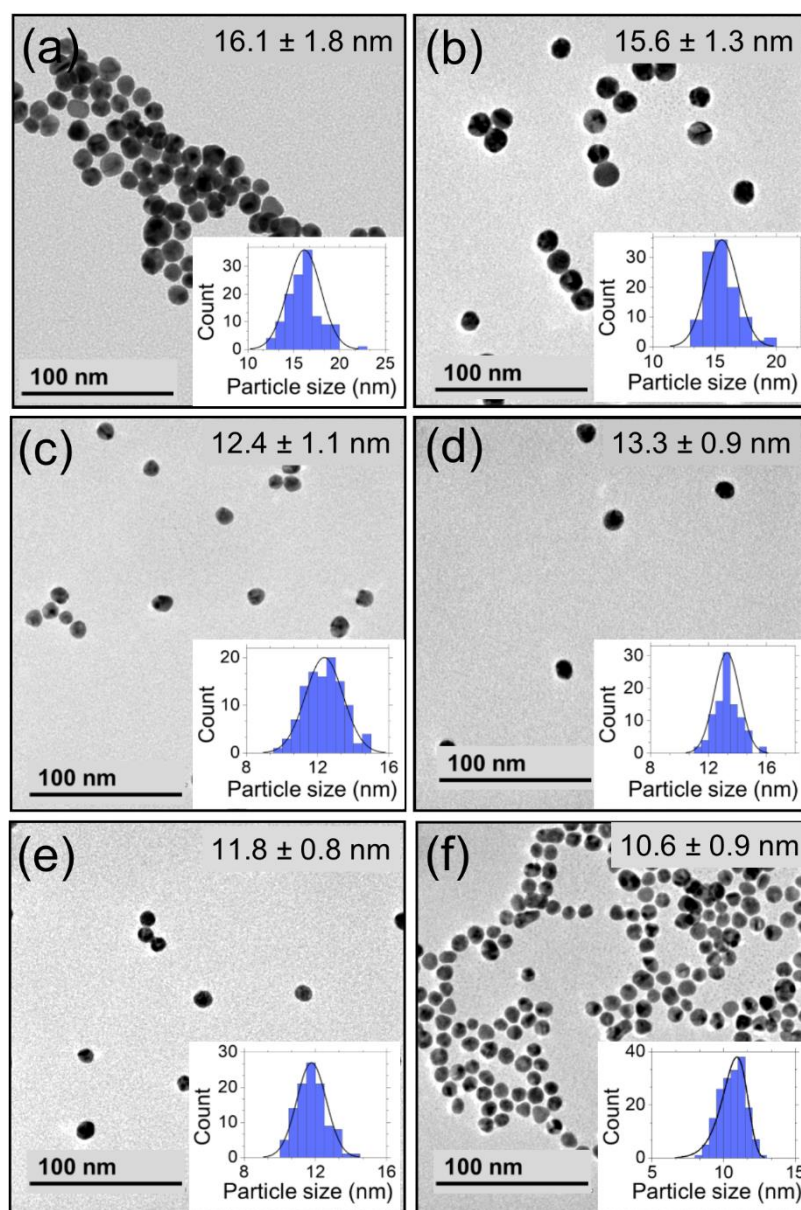 (a) 16.1 ± 1.8 nm
30
20
10
0
Count
10 15 20 25
Particle size (nm)
100 nm
(b) 15.6 ± 1.3 nm
30
20
10
0
Count
10 15 20
Particle size (nm)
100 nm
(c) 12.4 ± 1.1 nm
20
10
0
Count
8 12 16
Particle size (nm)
100 nm
(d) 13.3 ± 0.9 nm
30
20
10
0
Count
8 12 16
Particle size (nm)
100 nm
(e) 11.8 ± 0.8 nm
30
20
10
0
Count
8 12 16
Particle size (nm)
100 nm
(f) 10.6 ± 0.9 nm
40
20
0
Count
5 10 15
Particle size (nm)
100 nm